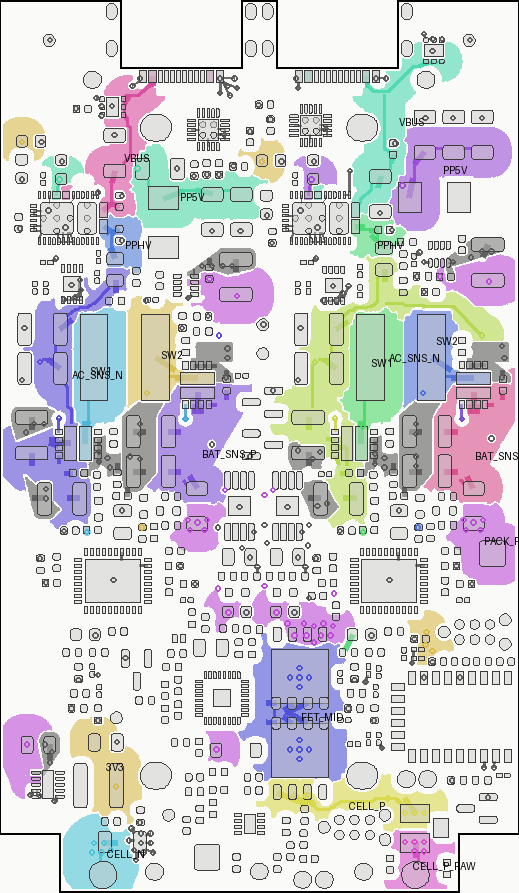 VBUS
VBUS
PP5V
PP5V
PPHV
PPHV
SW1
AC_SNS_N
SW2
SW1
AC_SNS_N
SW2
BAT_SNS_P
BAT_SNS
PACK_P
FET_MID
3V3
CELL_P
CELL_N
CELL_P_RAW